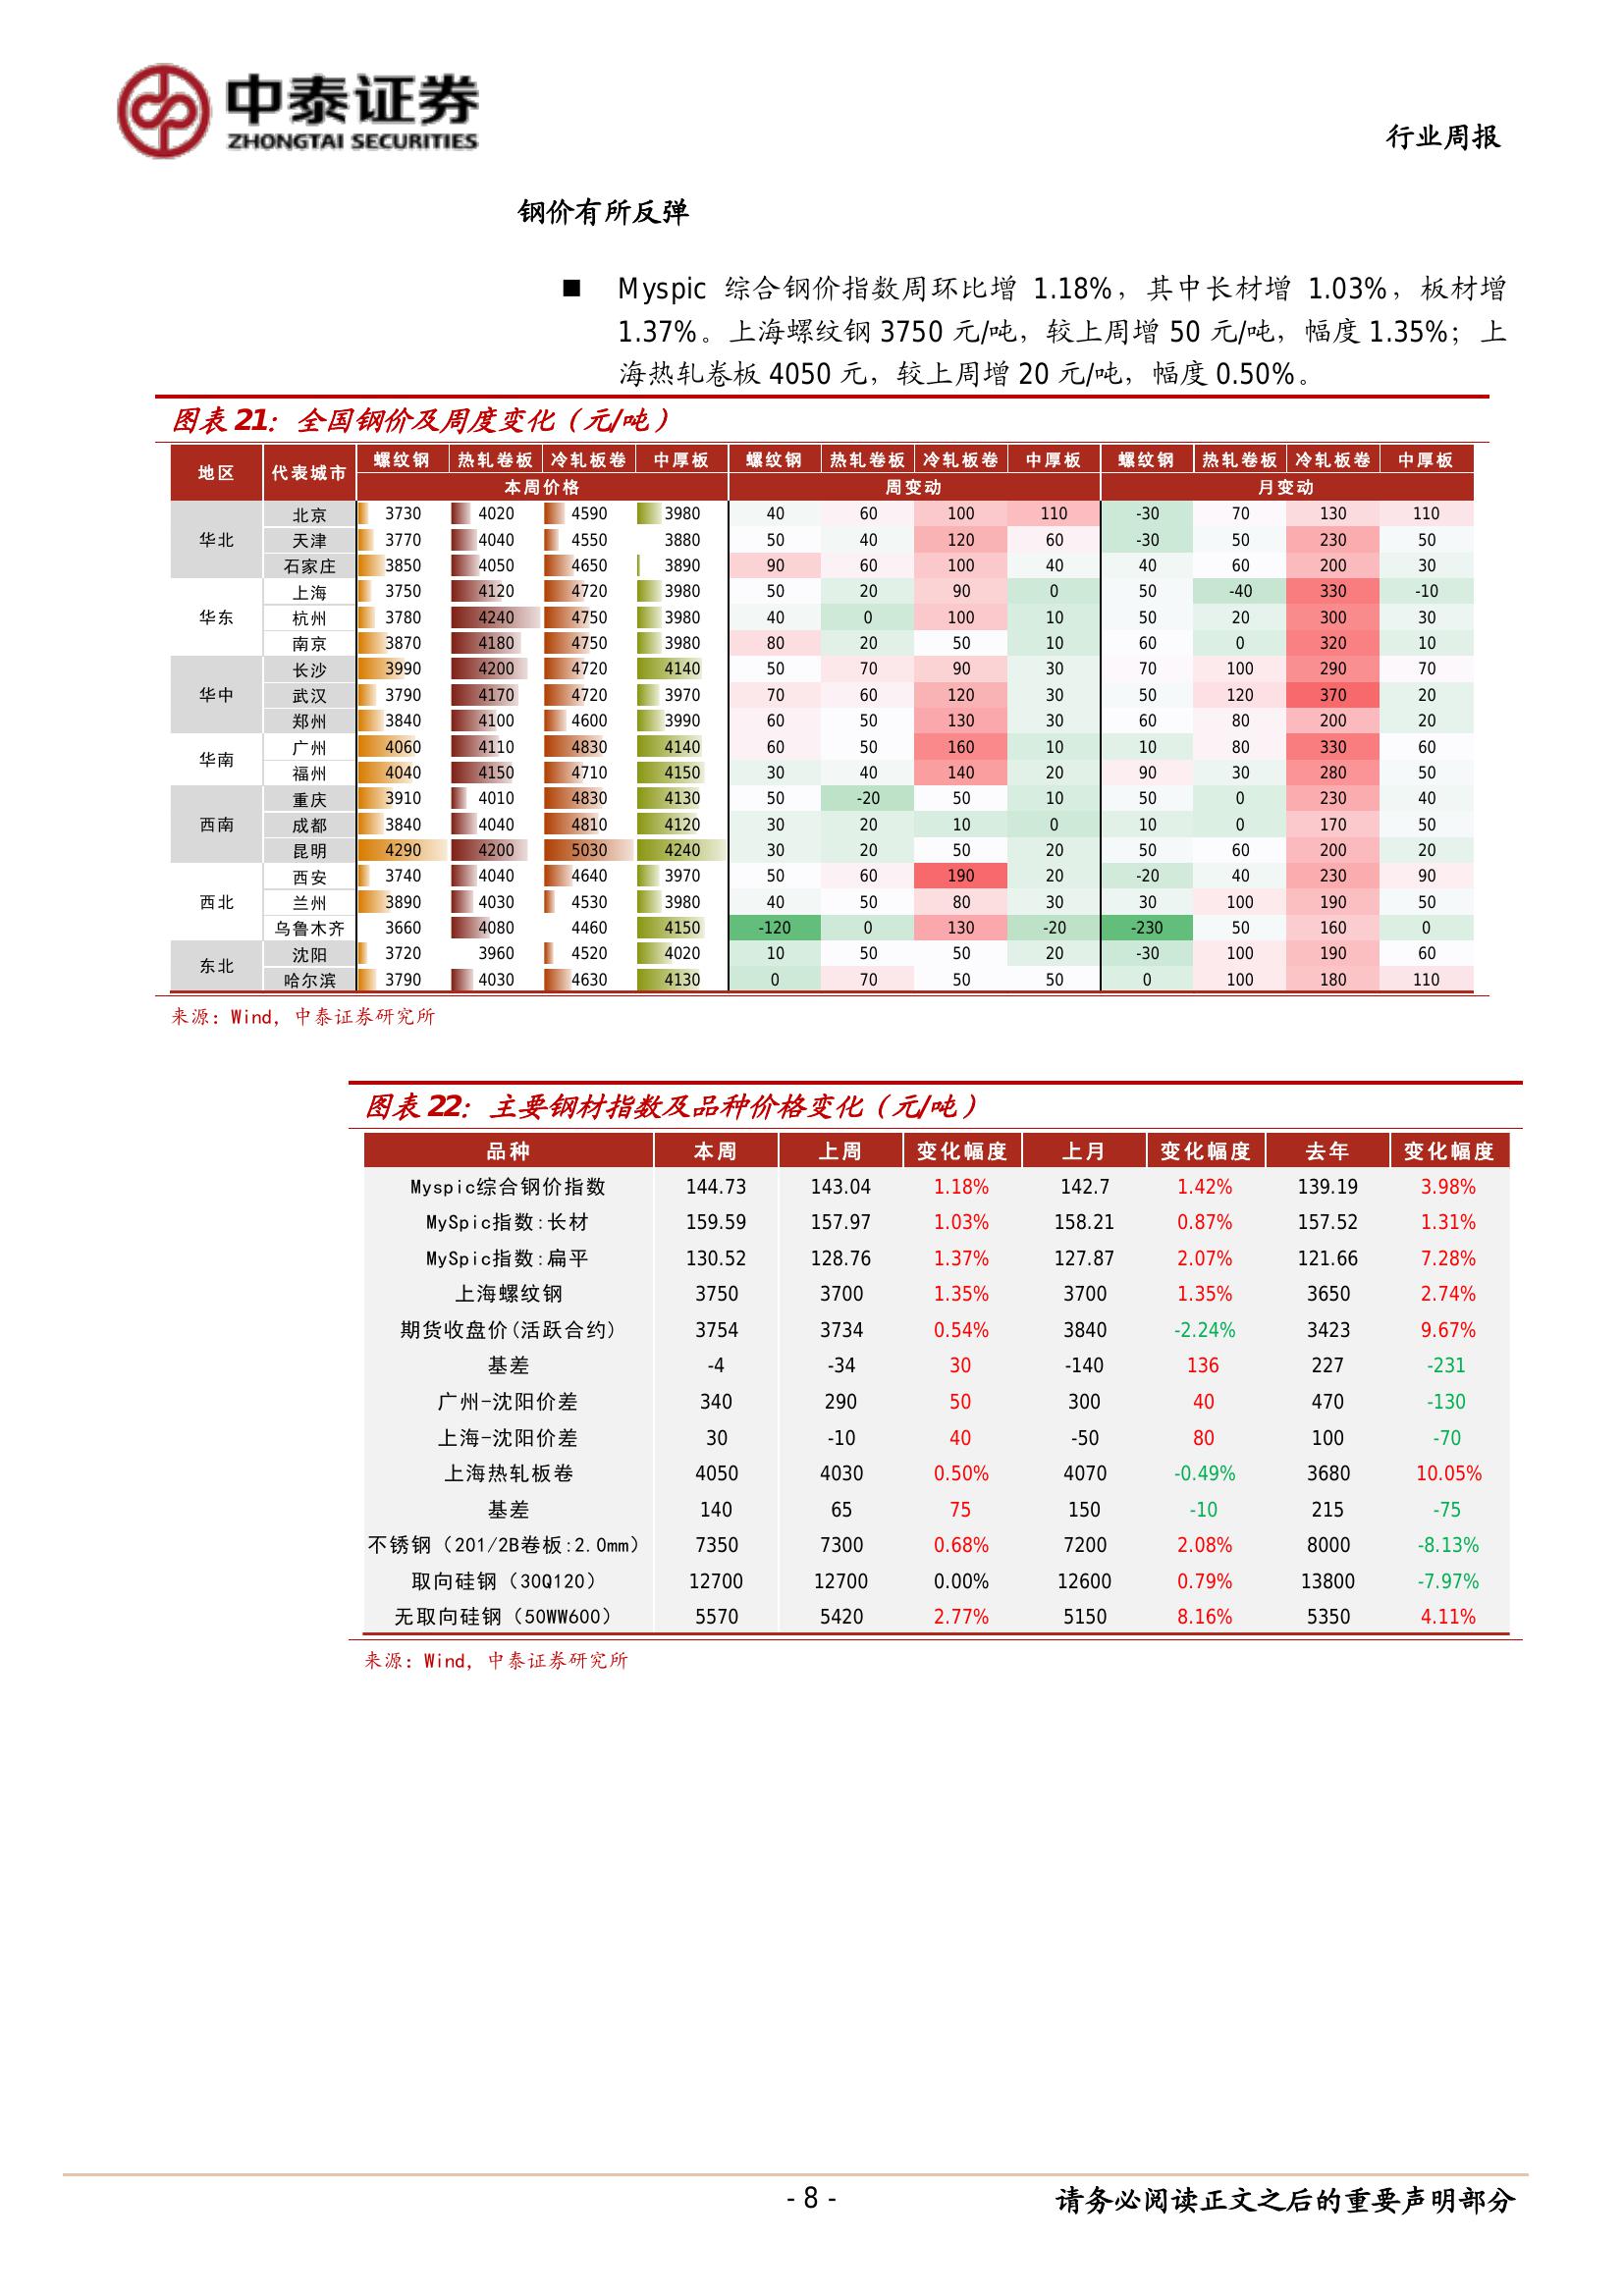 中泰证券
ZHONGTAI SECURITIES
行业周报
钢价有所反弹
■ Myspic 综合钢价指数周环比增 1.18%，其中长材增 1.03%，板材增
1.37%。上海螺纹钢 3750 元/吨，较上周增 50 元/吨，幅度 1.35%；上
海热轧卷板 4050 元，较上周增 20 元/吨，幅度 0.50%。
图表 21：全国钢价及周度变化（元/吨）
地区 代表城市 螺纹钢 热轧卷板 冷轧板卷 中厚板 螺纹钢 热轧卷板 冷轧板卷 中厚板 螺纹钢 热轧卷板 冷轧板卷 中厚板
本周价格 周变动 月变动
华北 北京 3730 4020 4590 3980 40 60 100 110 -30 70 130 110
天津 3770 4040 4550 3880 50 40 120 60 -30 50 230 50
石家庄 3850 4050 4650 3890 90 60 100 40 40 60 200 30
华东 上海 3750 4120 4720 3980 50 20 90 0 50 -40 330 -10
杭州 3780 4240 4750 3980 40 0 100 10 50 20 300 30
南京 3870 4180 4750 3980 80 20 50 10 60 0 320 10
华中 长沙 3990 4200 4720 4140 50 70 90 30 70 100 290 70
武汉 3790 4170 4720 3970 70 60 120 30 50 120 370 20
郑州 3840 4100 4600 3990 60 50 130 30 60 80 200 20
华南 广州 4060 4110 4830 4140 60 50 160 10 10 80 330 60
福州 4040 4150 4710 4150 30 40 140 20 90 30 280 50
西南 重庆 3910 4010 4830 4130 50 -20 50 10 50 0 230 40
成都 3840 4040 4810 4120 30 20 10 0 10 0 170 50
昆明 4290 4200 5030 4240 30 20 50 20 50 60 200 20
西北 西安 3740 4040 4640 3970 50 60 190 20 -20 40 230 90
兰州 3890 4030 4530 3980 40 50 80 30 30 100 190 50
乌鲁木齐 3660 4080 4460 4150 -120 0 130 -20 -230 50 160 0
东北 沈阳 3720 3960 4520 4020 10 50 50 20 -30 100 190 60
哈尔滨 3790 4030 4630 4130 0 70 50 50 0 100 180 110
来源：Wind，中泰证券研究所
图表 22：主要钢材指数及品种价格变化（元/吨）
品种 本周 上周 变化幅度 上月 变化幅度 去年 变化幅度
Myspic综合钢价指数 144.73 143.04 1.18% 142.7 1.42% 139.19 3.98%
MySpic指数:长材 159.59 157.97 1.03% 158.21 0.87% 157.52 1.31%
MySpic指数:扁平 130.52 128.76 1.37% 127.87 2.07% 121.66 7.28%
上海螺纹钢 3750 3700 1.35% 3700 1.35% 3650 2.74%
期货收盘价(活跃合约) 3754 3734 0.54% 3840 -2.24% 3423 9.67%
基差 -4 -34 30 -140 136 227 -231
广州-沈阳价差 340 290 50 300 40 470 -130
上海-沈阳价差 30 -10 40 -50 80 100 -70
上海热轧板卷 4050 4030 0.50% 4070 -0.49% 3680 10.05%
基差 140 65 75 150 -10 215 -75
不锈钢（201/2B卷板:2.0mm） 7350 7300 0.68% 7200 2.08% 8000 -8.13%
取向硅钢（30Q120） 12700 12700 0.00% 12600 0.79% 13800 -7.97%
无取向硅钢（50WW600） 5570 5420 2.77% 5150 8.16% 5350 4.11%
来源：Wind，中泰证券研究所
- 8 -
请务必阅读正文之后的重要声明部分